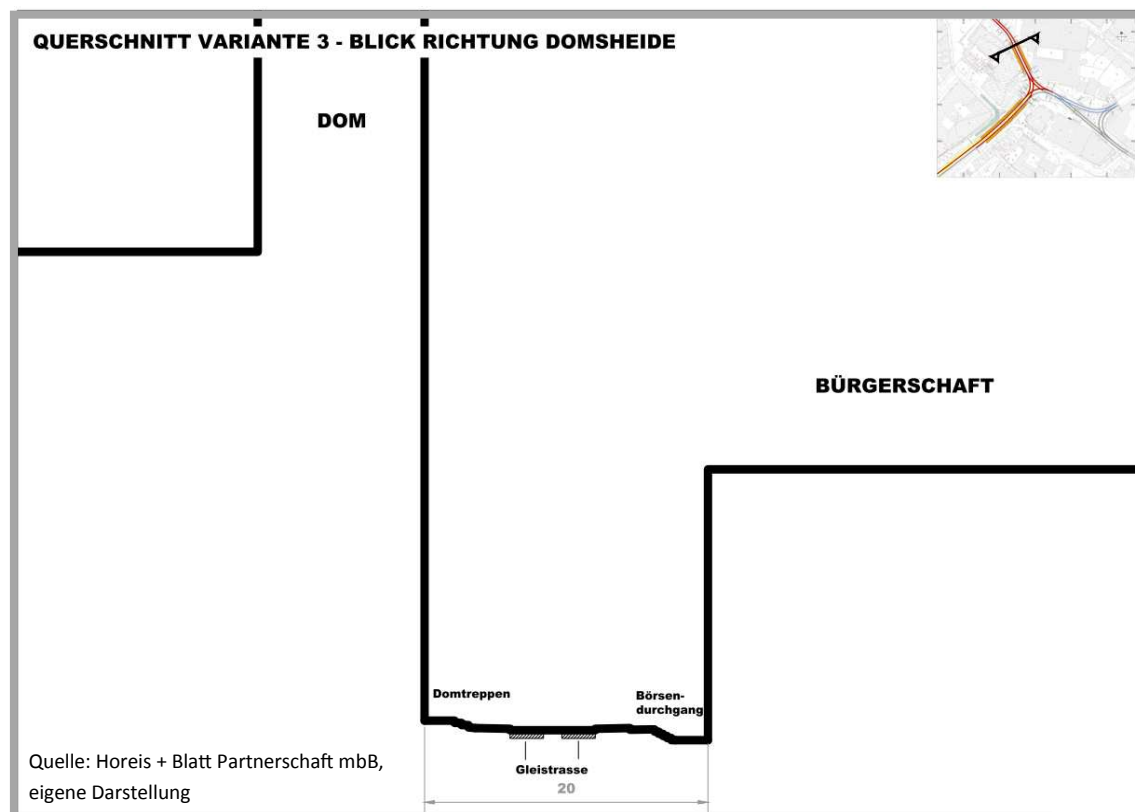 QUERSCHNITT VARIANTE 3 - BLICK RICHTUNG DOMSHEIDE
DOM
BÜRGERSCHAFT
Domtreppen
Börsen-
durchgang
Gleistrasse
20
Quelle: Horeis + Blatt Partnerschaft mbB,
eigene Darstellung